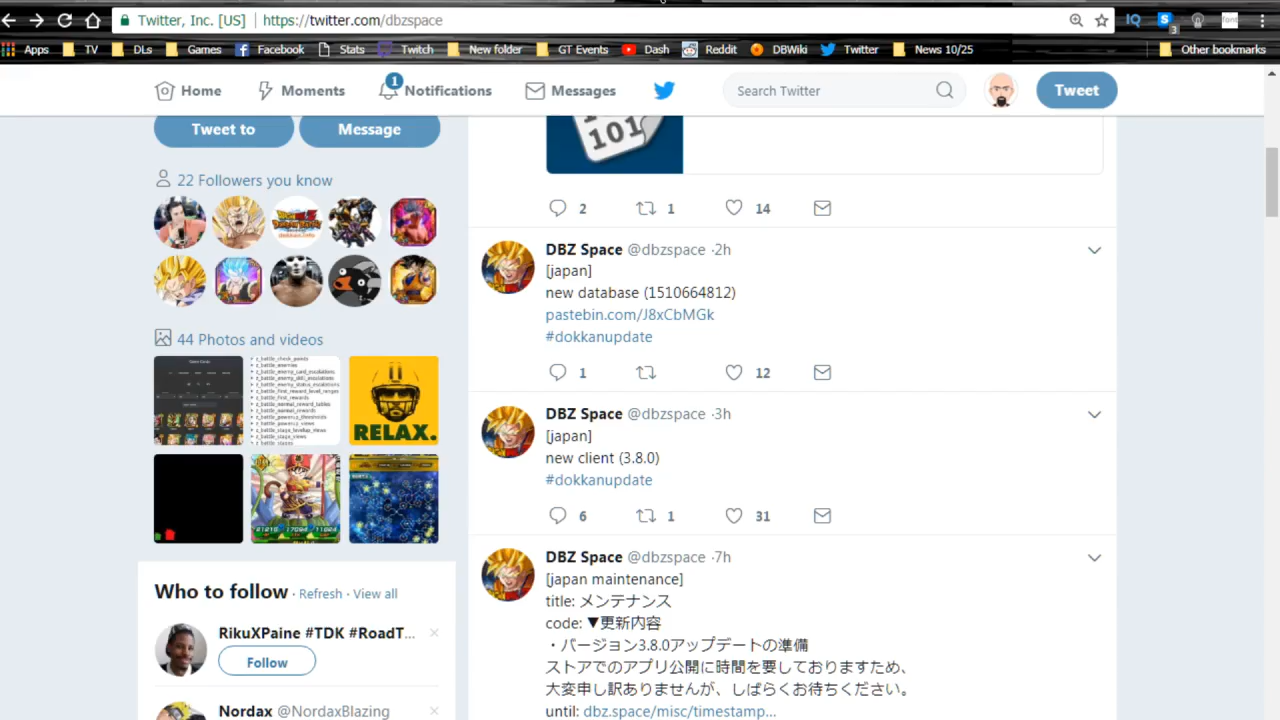 Twitter, Inc. [US] https://twitter.com/dbzspace
Apps TV DLs Games Facebook Stats Twitch New folder GT Events Dash Reddit DBWiki Twitter News 10/25 Other bookmarks
Home Moments 1 Notifications Messages Search Twitter Tweet
Tweet to Message
22 Followers you know
44 Photos and videos
RELAX.
Who to follow · Refresh · View all
RikuXPaine #TDK #RoadT...
Follow
Nordax @NordaxBlazing
101
2 1 14
DBZ Space @dbzspace ·2h
[japan]
new database (1510664812)
pastebin.com/J8xCbMGk
#dokkanupdate
1 12
DBZ Space @dbzspace ·3h
[japan]
new client (3.8.0)
#dokkanupdate
6 1 31
DBZ Space @dbzspace ·7h
[japan maintenance]
title: メンテナンス
code: ▼更新内容
・バージョン3.8.0アップデートの準備
ストアでのアプリ公開に時間を要しておりますため、
大変申し訳ありませんが、しばらくお待ちください。
until: dbz.space/misc/timestamp...